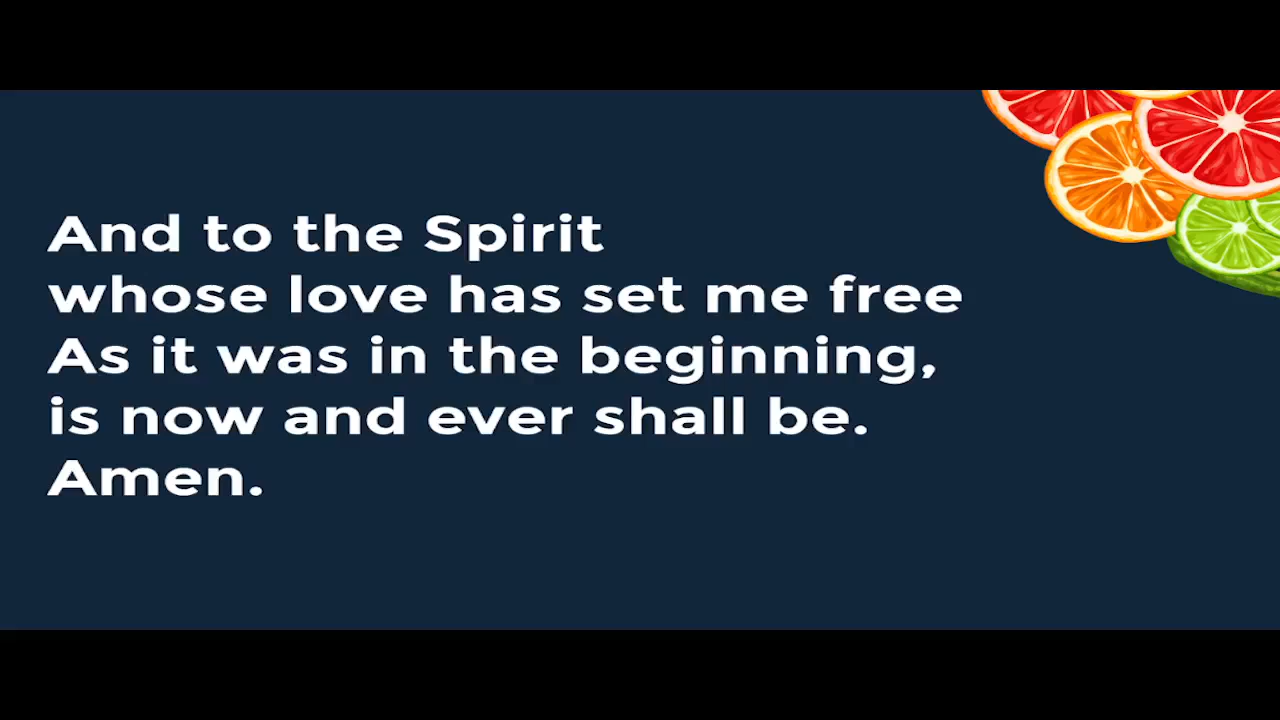 And to the Spirit
whose love has set me free
As it was in the beginning,
is now and ever shall be.
Amen.